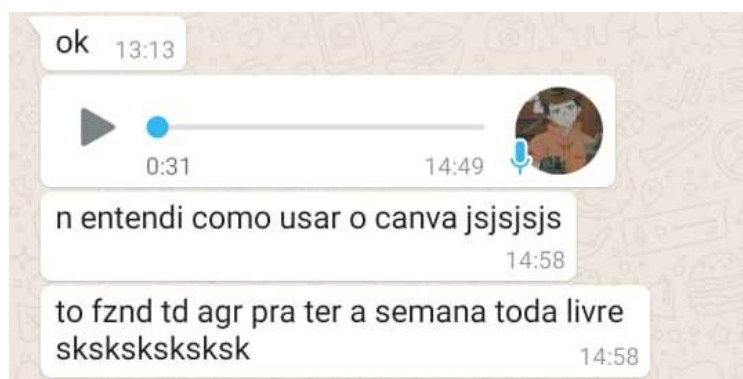 ok 13:13
0:31 14:49
n entendi como usar o canva jsjsjsjs
14:58
to fznd td agr pra ter a semana toda livre
sksksksksksk 14:58